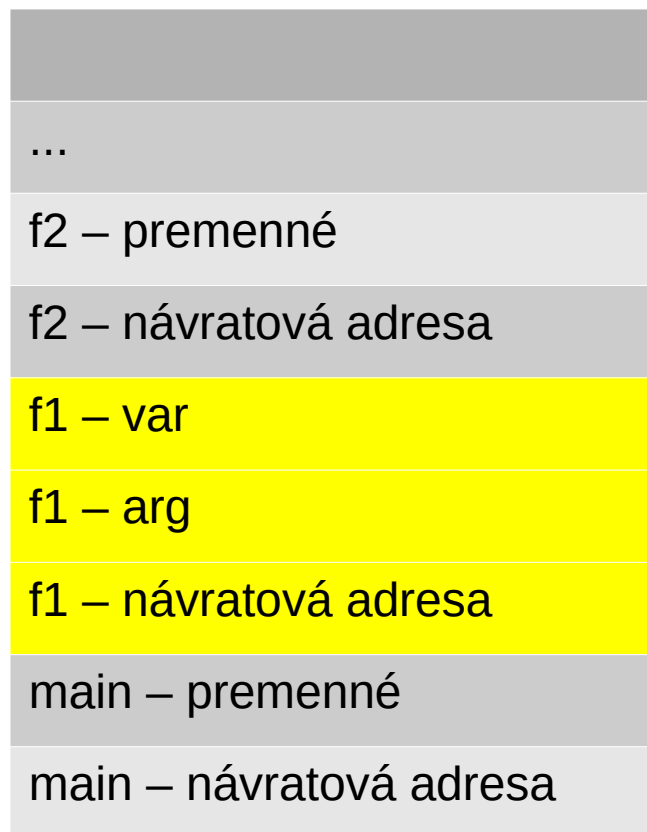 ...
f2 – premenné
f2 – návratová adresa
f1 – var
f1 – arg
f1 – návratová adresa
main – premenné
main – návratová adresa